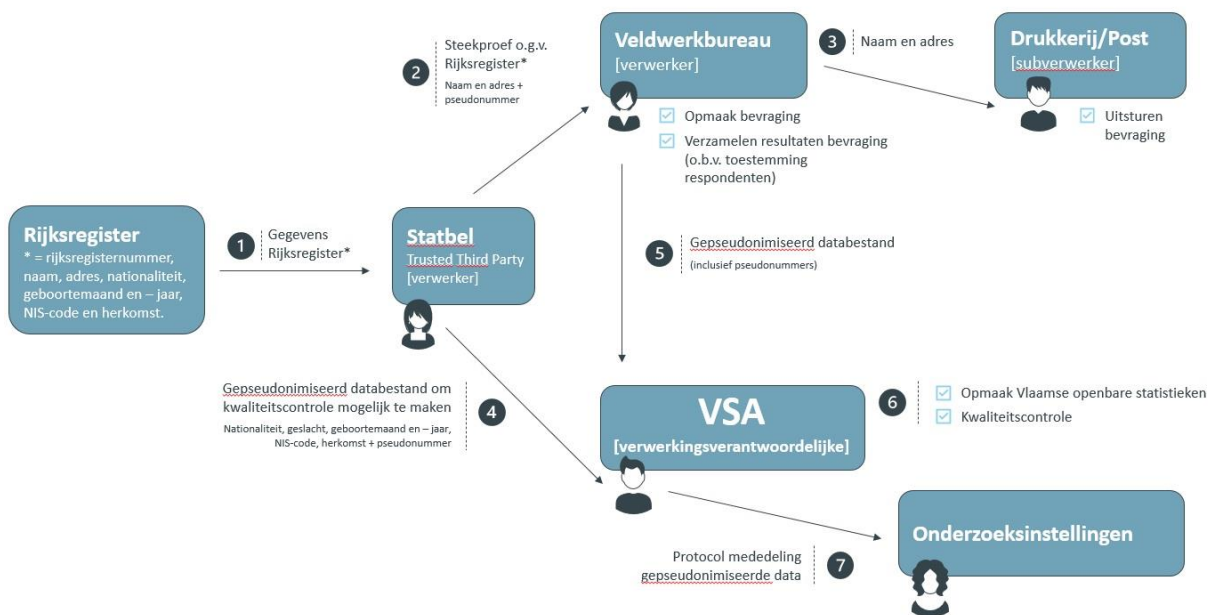 Rijksregister
* = rijksregisternummer,
naam, adres, nationaliteit,
geboortemaand en – jaar,
NIS-code en herkomst.
1
Gegevens
Rijksregister*
Statbel
Trusted Third Party
[verwerker]
2
Steekproef o.g.v.
Rijksregister*
Naam en adres +
pseudonummer
Veldwerkbureau
[verwerker]
Opmaak bevraging
Verzamelen resultaten bevraging
(o.b.v. toestemming
respondenten)
3
Naam en adres
Drukkerij/Post
[subverwerker]
Uitsturen
bevraging
4
Gepseudonimiseerd databestand om
kwaliteitscontrole mogelijk te maken
Nationaliteit, geslacht, geboortemaand en – jaar,
NIS-code, herkomst + pseudonummer
5
Gepseudonimiseerd databestand
(inclusief pseudonummers)
VSA
[verwerkingsverantwoordelijke]
6
Opmaak Vlaamse openbare statistieken
Kwaliteitscontrole
7
Protocol mededeling
gepseudonimiseerde data
Onderzoeksinstellingen